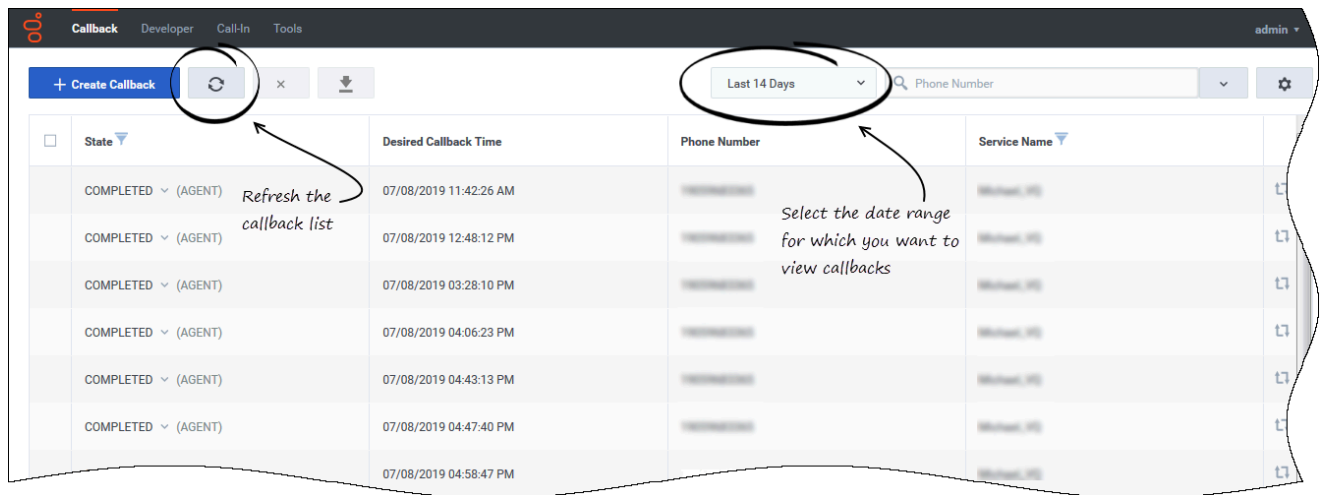 Callback Developer Call-In Tools admin
+ Create Callback Last 14 Days Phone Number
State Desired Callback Time Phone Number Service Name
COMPLETED (AGENT) 07/08/2019 11:42:26 AM
Refresh the
callback list
COMPLETED (AGENT) 07/08/2019 12:48:12 PM
Select the date range
for which you want to
view callbacks
COMPLETED (AGENT) 07/08/2019 03:28:10 PM
COMPLETED (AGENT) 07/08/2019 04:06:23 PM
COMPLETED (AGENT) 07/08/2019 04:43:13 PM
COMPLETED (AGENT) 07/08/2019 04:47:40 PM
07/08/2019 04:58:47 PM